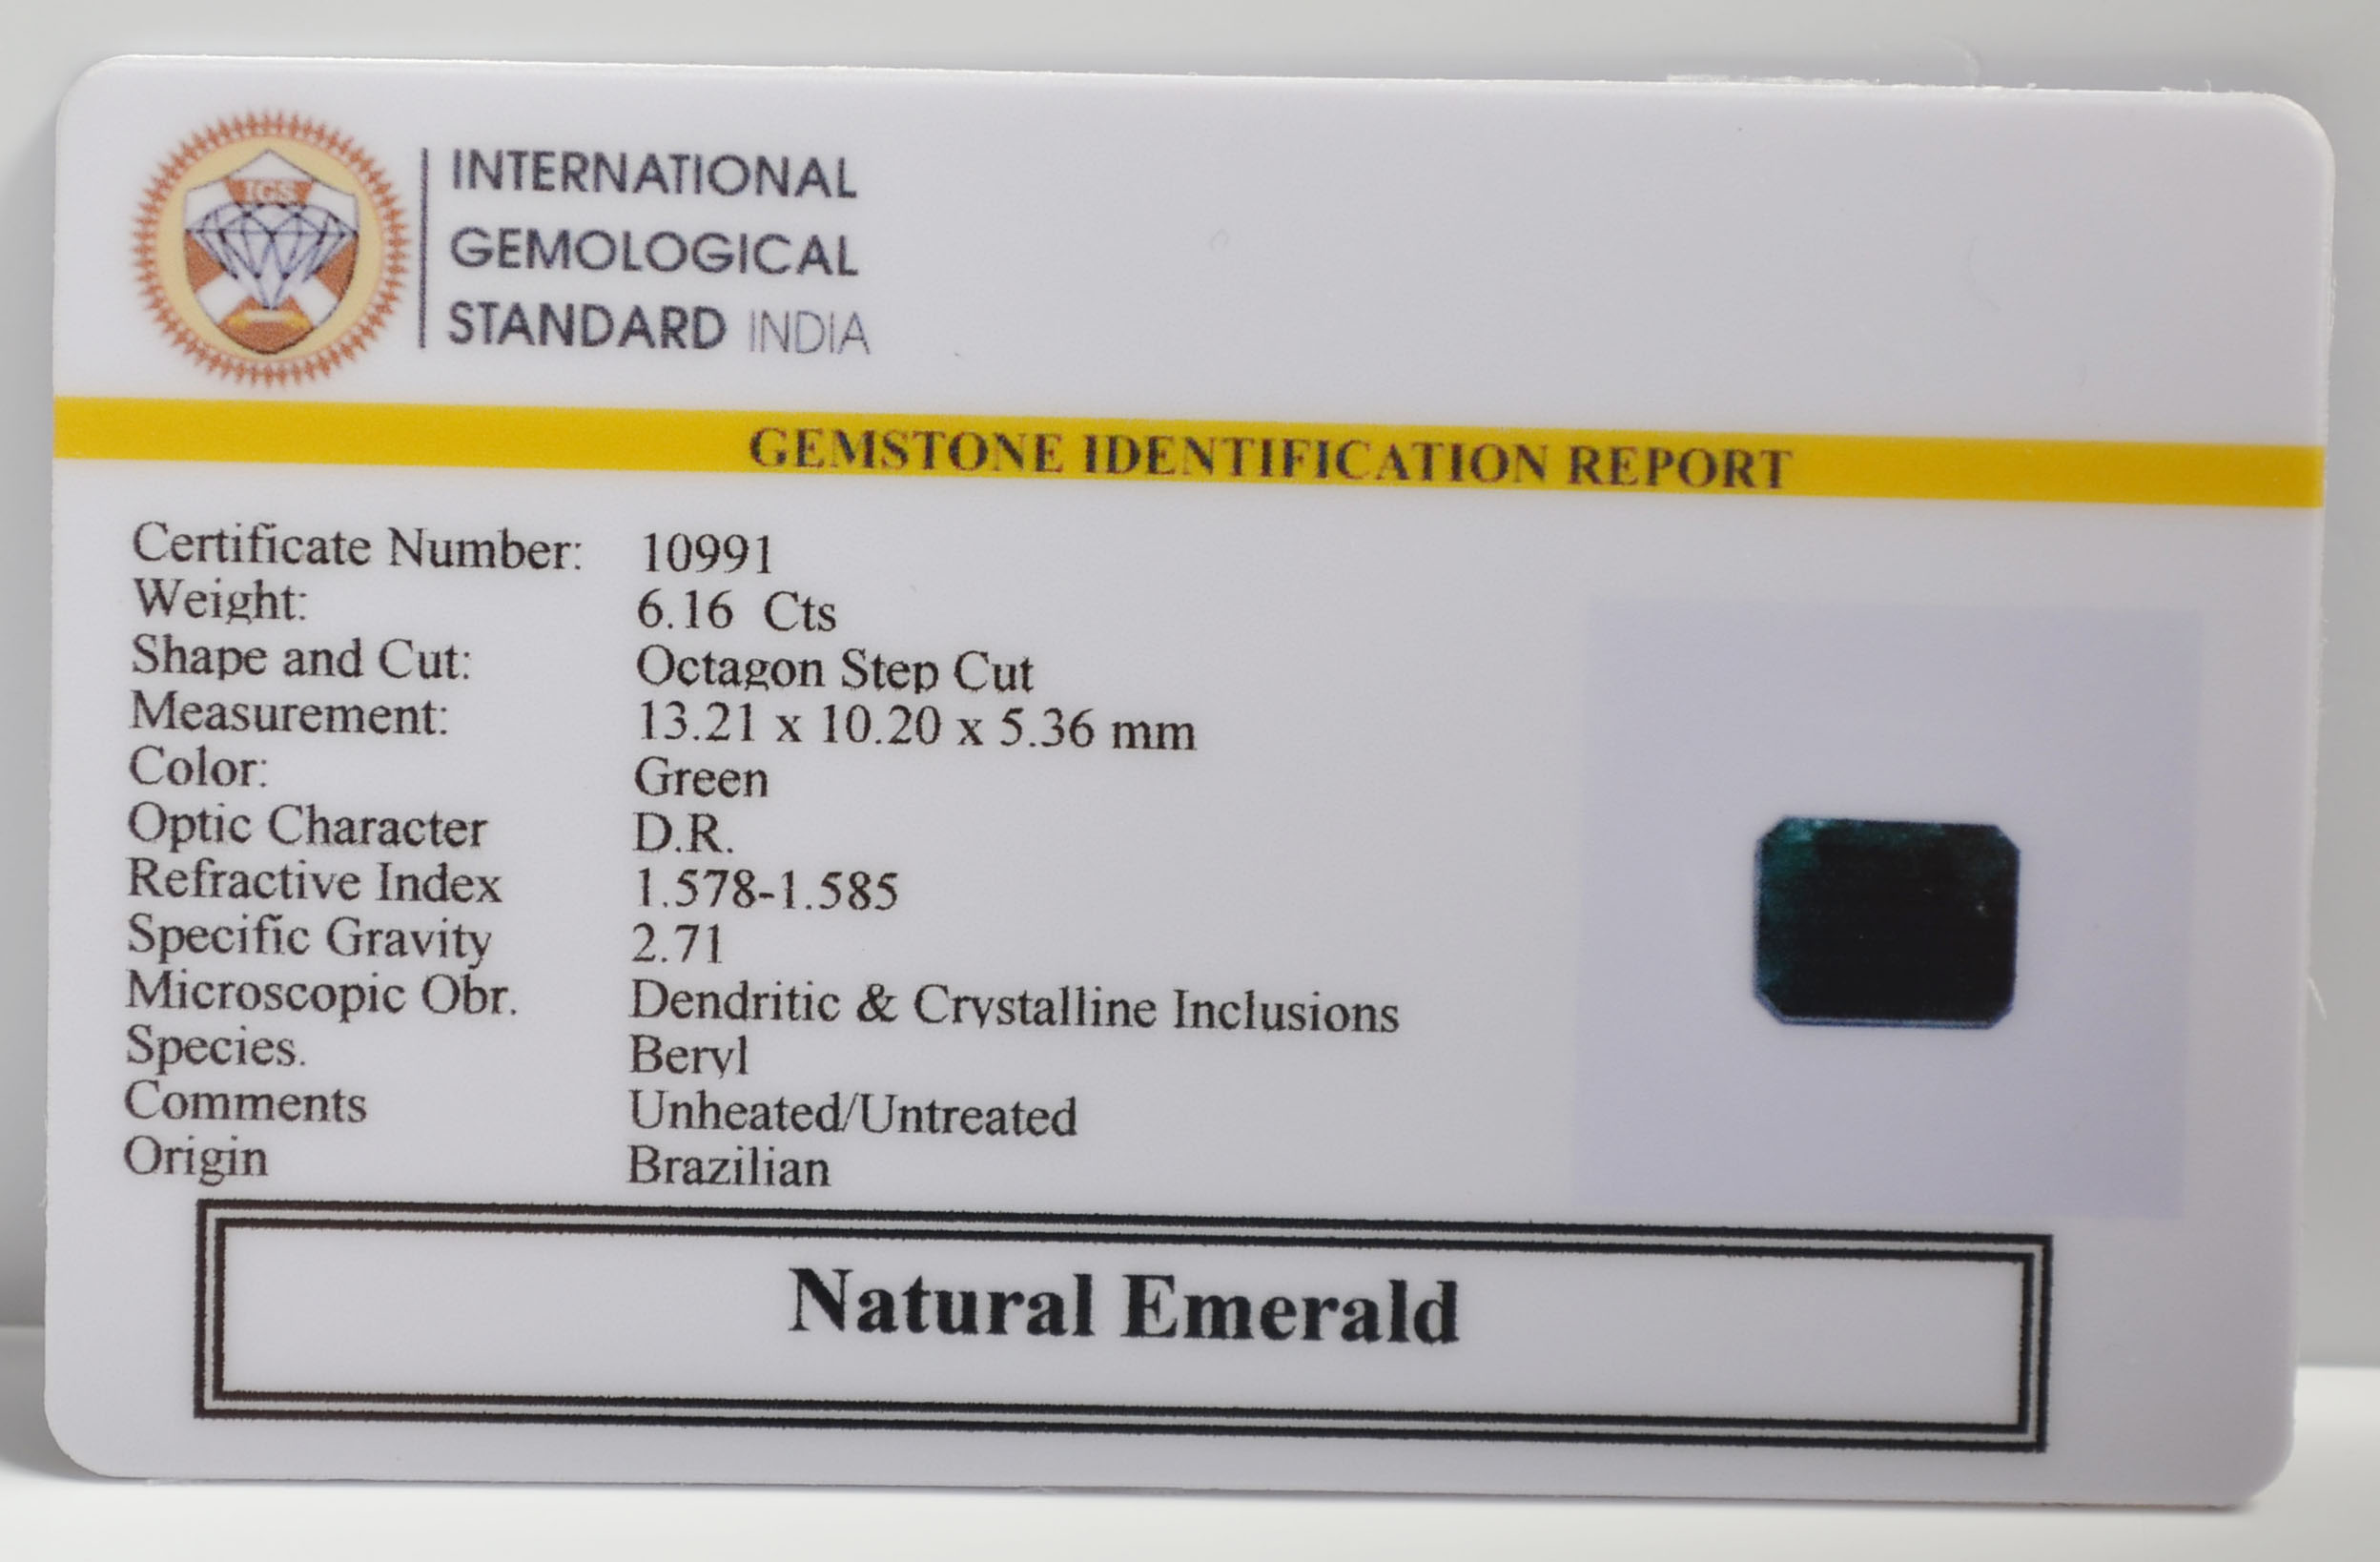 IGS
INTERNATIONAL
GEMOLOGICAL
STANDARD INDIA
GEMSTONE IDENTIFICATION REPORT
Certificate Number: 10991
Weight: 6.16 Cts
Shape and Cut: Octagon Step Cut
Measurement: 13.21 x 10.20 x 5.36 mm
Color: Green
Optic Character D.R.
Refractive Index 1.578-1.585
Specific Gravity 2.71
Microscopic Obr. Dendritic & Crystalline Inclusions
Species. Beryl
Comments Unheated/Untreated
Origin Brazilian
Natural Emerald